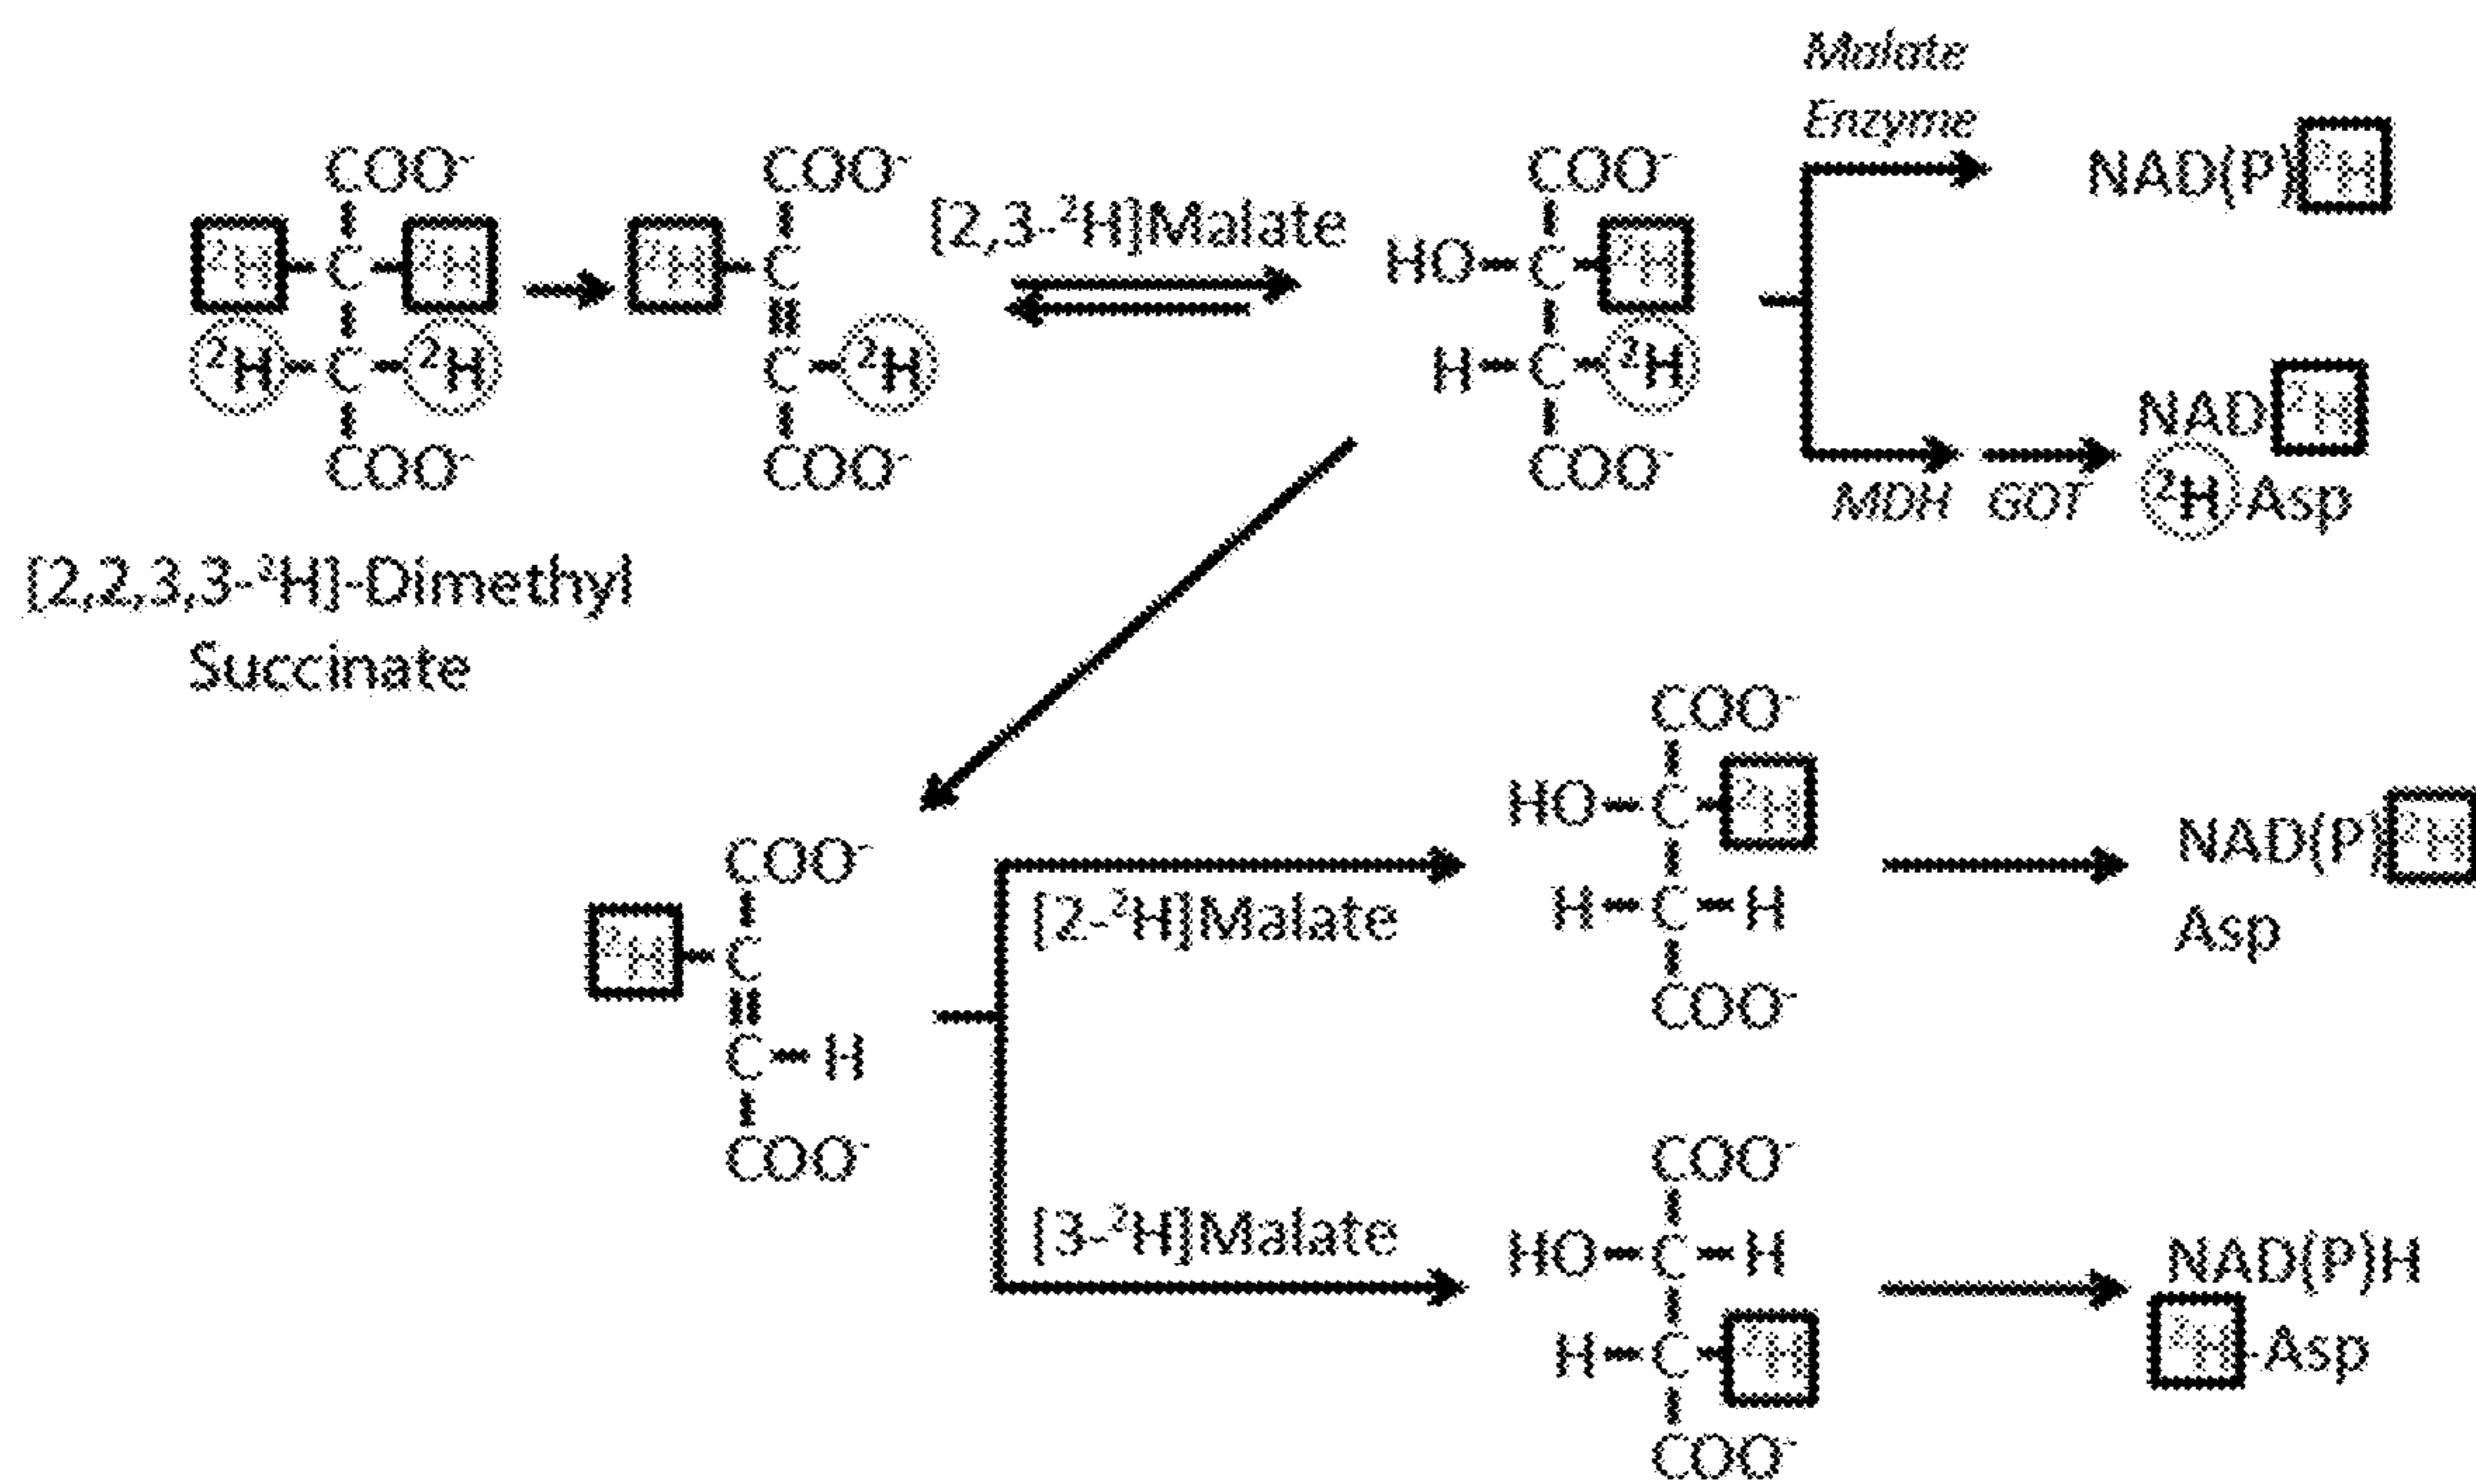 Malate
Enzyme
COO⁻
COO⁻
COO⁻
NAD(P)²H
[2,3-²H]Malate
²H-C-²H
²H-C
HO-C-²H
²H-C-²H
C-²H
H-C-²H
NAD²H
COO⁻
COO⁻
COO⁻
MDH GOT
²H-Asp
[2,2,3,3-²H]-Dimethyl
Succinate
COO⁻
HO-C-²H
NAD(P)²H
COO⁻
[2-²H]Malate
H-C-H
Asp
²H-C
COO⁻
C-H
COO⁻
COO⁻
[3-²H]Malate
HO-C-H
NAD(P)H
H-C-²H
²H-Asp
COO⁻